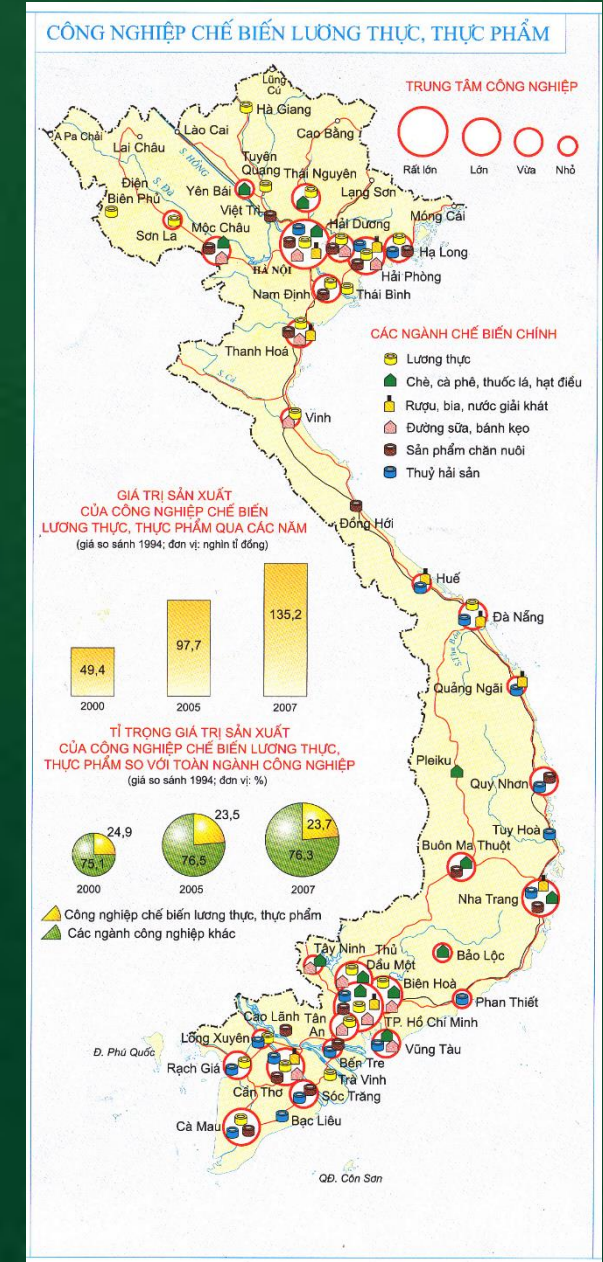 CÔNG NGHIỆP CHẾ BIẾN LƯƠNG THỰC, THỰC PHẨM
TRUNG TÂM CÔNG NGHIỆP
Rất lớn
Lớn
Vừa
Nhỏ
Lũng
Cú
Hà Giang
A Pa Chải
Lào Cai
Cao Bằng
Lai Châu
S. HỒNG
Tuyên
Quang
Thái Nguyên
Điện
Biên Phủ
S. Đà
Yên Bái
Lạng Sơn
Việt Trì
Móng Cái
Sơn La
Mộc Châu
Hải Dương
Hạ Long
HÀ NỘI
Hải Phòng
Nam Định
Thái Bình
Thanh Hoá
S. Cả
CÁC NGÀNH CHẾ BIẾN CHÍNH
Lương thực
Chè, cà phê, thuốc lá, hạt điều
Rượu, bia, nước giải khát
Đường sữa, bánh kẹo
Sản phẩm chăn nuôi
Thuỷ hải sản
Vinh
Đồng Hới
GIÁ TRỊ SẢN XUẤT
CỦA CÔNG NGHIỆP CHẾ BIẾN
LƯƠNG THỰC, THỰC PHẨM QUA CÁC NĂM
(giá so sánh 1994; đơn vị: nghìn tỉ đồng)
49,4
97,7
135,2
2000
2005
2007
Huế
Đà Nẵng
S.Thu Bồn
Quảng Ngãi
TỈ TRỌNG GIÁ TRỊ SẢN XUẤT
CỦA CÔNG NGHIỆP CHẾ BIẾN LƯƠNG THỰC,
THỰC PHẨM SO VỚI TOÀN NGÀNH CÔNG NGHIỆP
(giá so sánh 1994; đơn vị: %)
24,9
75,1
23,5
76,5
23,7
76,3
2000
2005
2007
Công nghiệp chế biến lương thực, thực phẩm
Các ngành công nghiệp khác
Pleiku
Quy Nhơn
Tuy Hoà
Buôn Ma Thuột
Nha Trang
Bảo Lộc
Tây Ninh
Thủ
Dầu Một
Biên Hoà
Phan Thiết
Cao Lãnh
Tân
An
TP. Hồ Chí Minh
Vũng Tàu
Long Xuyên
Đ. Phú Quốc
Rạch Giá
Bến Tre
Trà Vinh
Cần Thơ
Sóc Trăng
Cà Mau
Bạc Liêu
QĐ. Côn Sơn